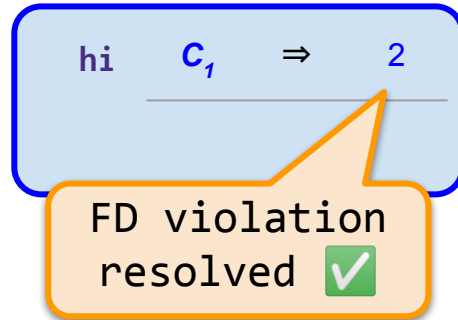 hi C₁ ⇒ 2
FD violation
resolved ✅